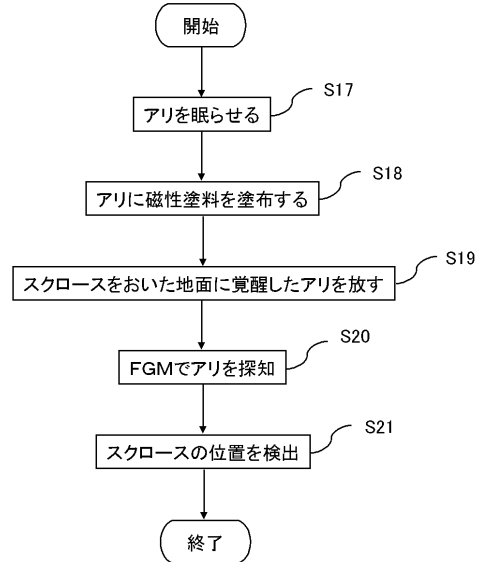 開始
アリを眠らせる
S17
アリに磁性塗料を塗布する
S18
スクロースをおいた地面に覚醒したアリを放す
S19
FGMでアリを探知
S20
スクロースの位置を検出
S21
終了